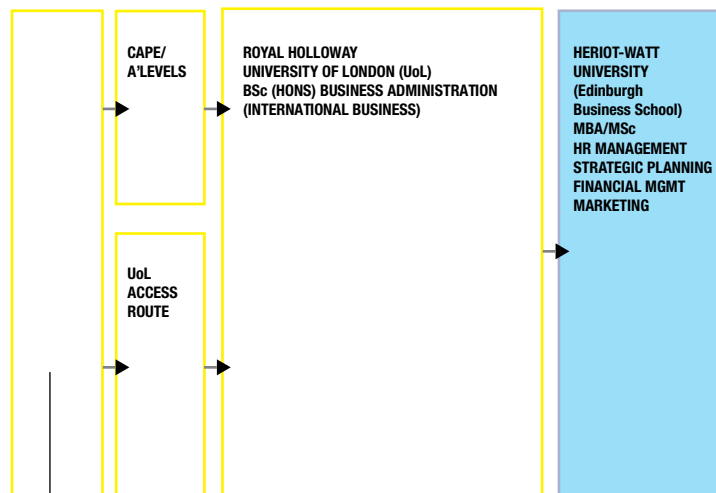 CAPE/
A'LEVELS
ROYAL HOLLOWAY
UNIVERSITY OF LONDON (UoL)
BSc (HONS) BUSINESS ADMINISTRATION
(INTERNATIONAL BUSINESS)
HERIOT-WATT
UNIVERSITY
(Edinburgh
Business School)
MBA/MSc
HR MANAGEMENT
STRATEGIC PLANNING
FINANCIAL MGMT
MARKETING
UoL
ACCESS
ROUTE